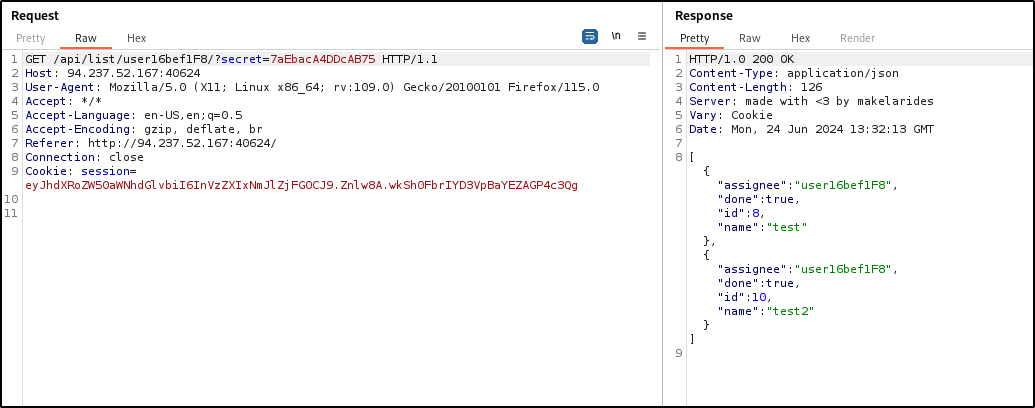 Request
Pretty Raw Hex
\n
1 GET /api/list/user16bef1F8/?secret=7aEbacA4DDcAB75 HTTP/1.1
2 Host: 94.237.52.167:40624
3 User-Agent: Mozilla/5.0 (X11; Linux x86_64; rv:109.0) Gecko/20100101 Firefox/115.0
4 Accept: */*
5 Accept-Language: en-US,en;q=0.5
6 Accept-Encoding: gzip, deflate, br
7 Referer: http://94.237.52.167:40624/
8 Connection: close
9 Cookie: session=
eyJhdXRoZW50aWNhdGlvbiI6InVzZXIxNmJlZjFGOCJ9.Znlw8A.wkSh0FbrIYD3VpBaYEZAGP4c3Qg
10
11
Response
Pretty Raw Hex Render
1 HTTP/1.0 200 OK
2 Content-Type: application/json
3 Content-Length: 126
4 Server: made with <3 by makelarides
5 Vary: Cookie
6 Date: Mon, 24 Jun 2024 13:32:13 GMT
7
8 [
{
"assignee":"user16bef1F8",
"done":true,
"id":8,
"name":"test"
},
{
"assignee":"user16bef1F8",
"done":true,
"id":10,
"name":"test2"
}
]
9